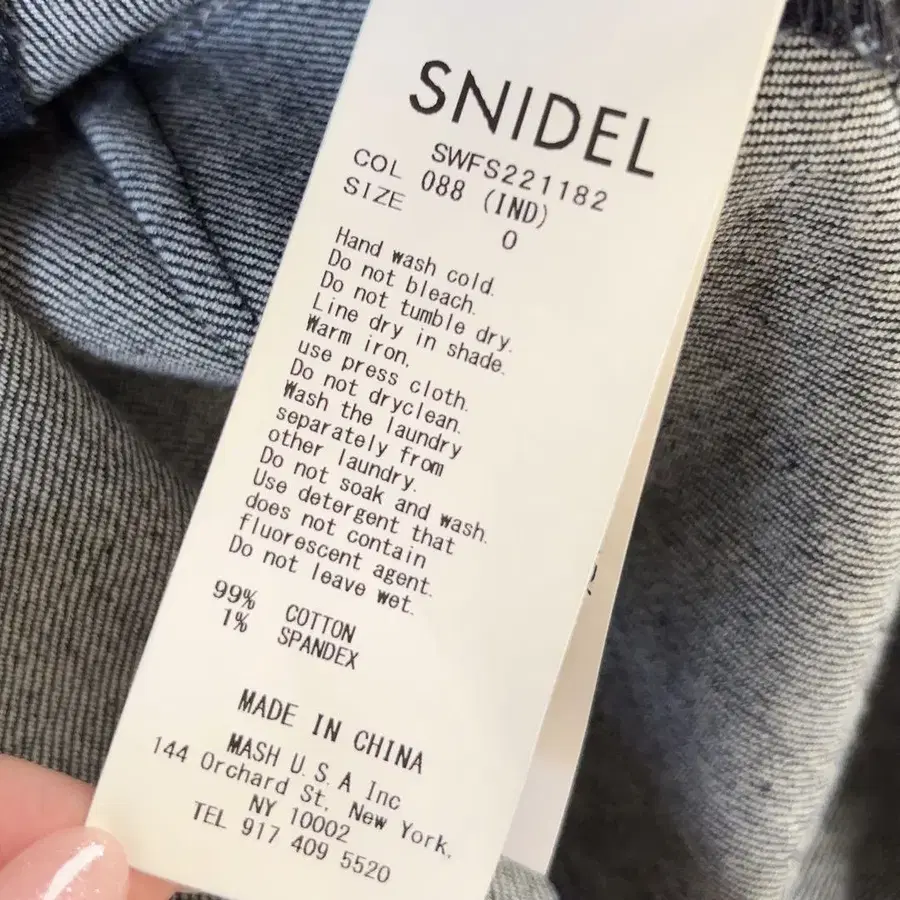 SNIDEL
SWFS221182
COL 088 (IND)
SIZE 0
Hand wash cold.
Do not bleach.
Do not tumble dry.
Line dry in shade.
Warm iron,
use press cloth.
Do not dryclean.
Wash the laundry
separately from
other laundry.
Do not soak and wash.
Use detergent that
does not contain
fluorescent agent.
Do not leave wet.
99% COTTON
1% SPANDEX
MADE IN CHINA
MASH U.S.A Inc
144 Orchard St. New York,
NY 10002
TEL 917 409 5520